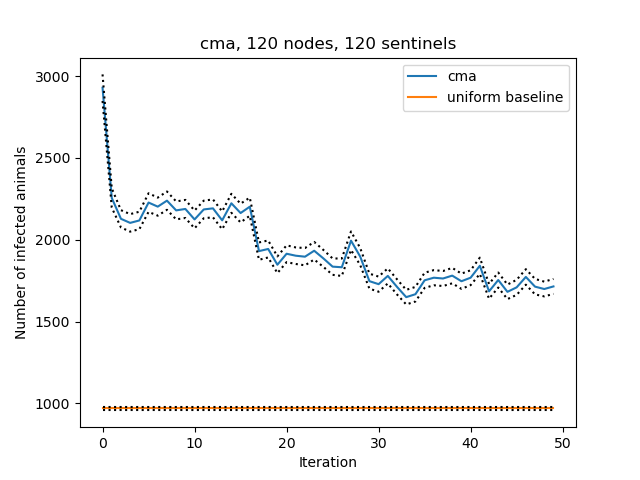 cma, 120 nodes, 120 sentinels
cma
uniform baseline
Number of infected animals
3000
2500
2000
1500
1000
0 10 20 30 40 50
Iteration